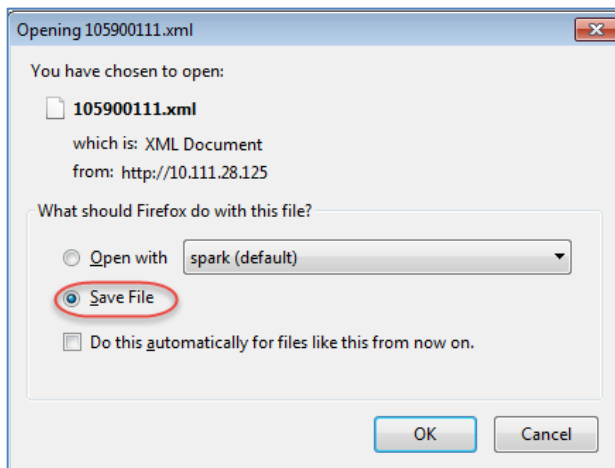 Opening 105900111.xml
You have chosen to open:
105900111.xml
which is: XML Document
from: http://10.111.28.125
What should Firefox do with this file?
Open with spark (default)
Save File
Do this automatically for files like this from now on.
OK Cancel